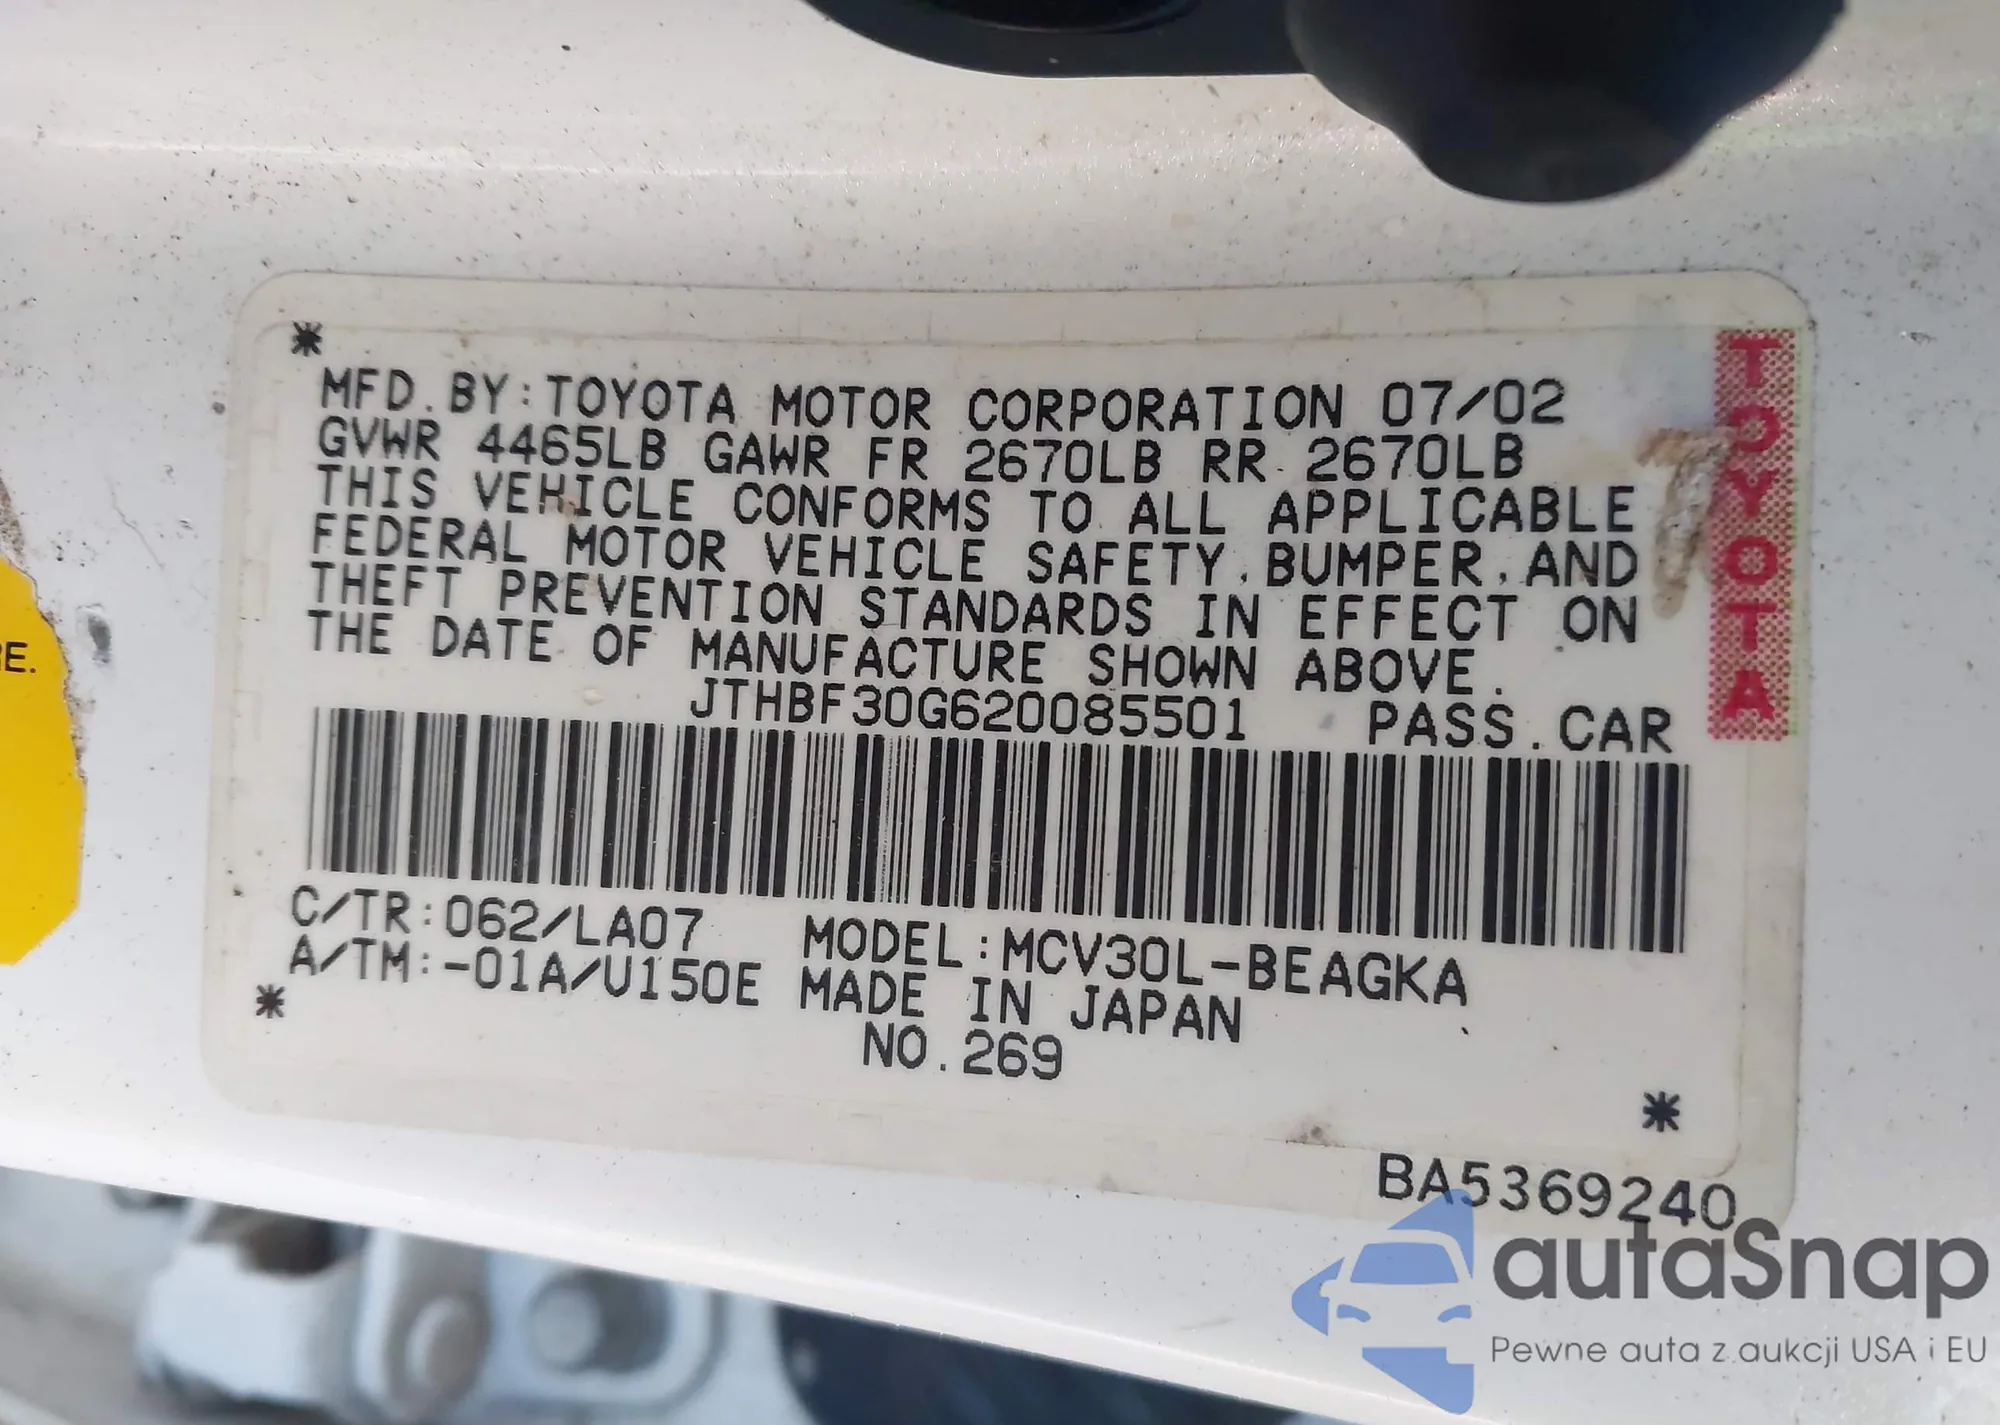 *
MFD. BY: TOYOTA MOTOR CORPORATION 07/02
GVWR 4465LB GAWR FR 2670LB RR 2670LB
THIS VEHICLE CONFORMS TO ALL APPLICABLE
FEDERAL MOTOR VEHICLE SAFETY, BUMPER, AND
THEFT PREVENTION STANDARDS IN EFFECT ON
THE DATE OF MANUFACTURE SHOWN ABOVE.
JTHBF30G620085501 PASS. CAR
TOYOTA
C/TR: 062/LA07 MODEL: MCV30L-BEAGKA
A/TM: -01A/U150E MADE IN JAPAN
* NO. 269
*
BA5369240
autaSnap
Pewne auta z aukcji USA i EU